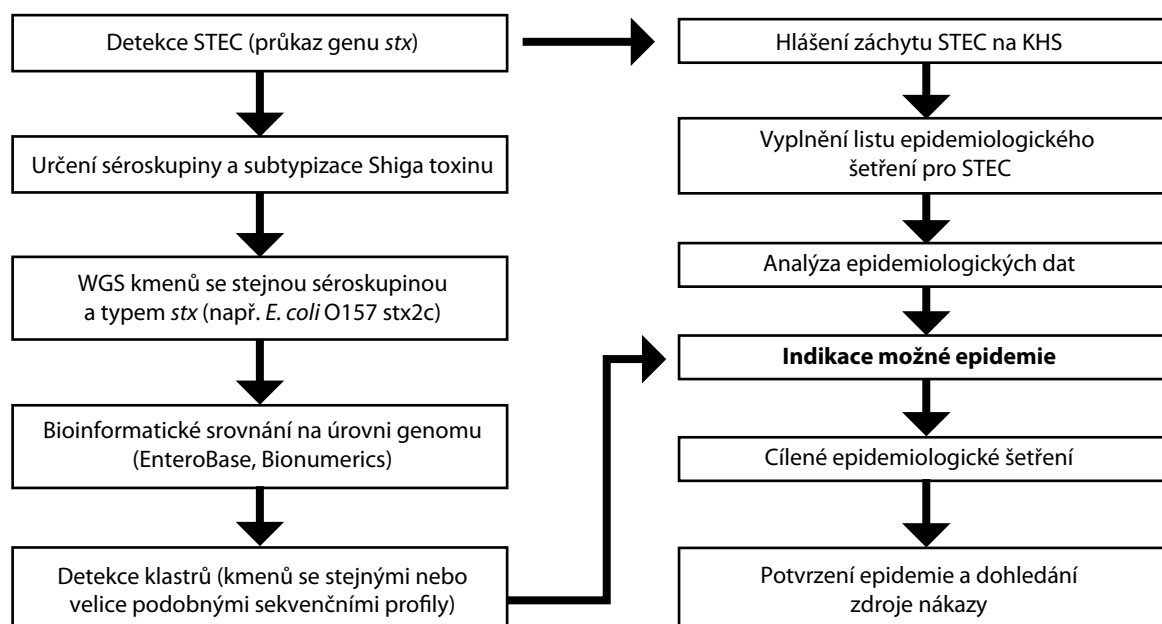 Detekce STEC (průkaz genu stx)
Určení séroskupiny a subtypizace Shiga toxinu
WGS kmenů se stejnou séroskupinou
a typem stx (např. E. coli O157 stx2c)
Bioinformatické srovnání na úrovni genomu
(EnteroBase, Bionumerics)
Detekce klastrů (kmenů se stejnými nebo
velice podobnými sekvenčními profily)
Hlášení záchytu STEC na KHS
Vyplnění listu epidemiologického
šetření pro STEC
Analýza epidemiologických dat
Indikace možné epidemie
Cílené epidemiologické šetření
Potvrzení epidemie a dohledání
zdroje nákazy